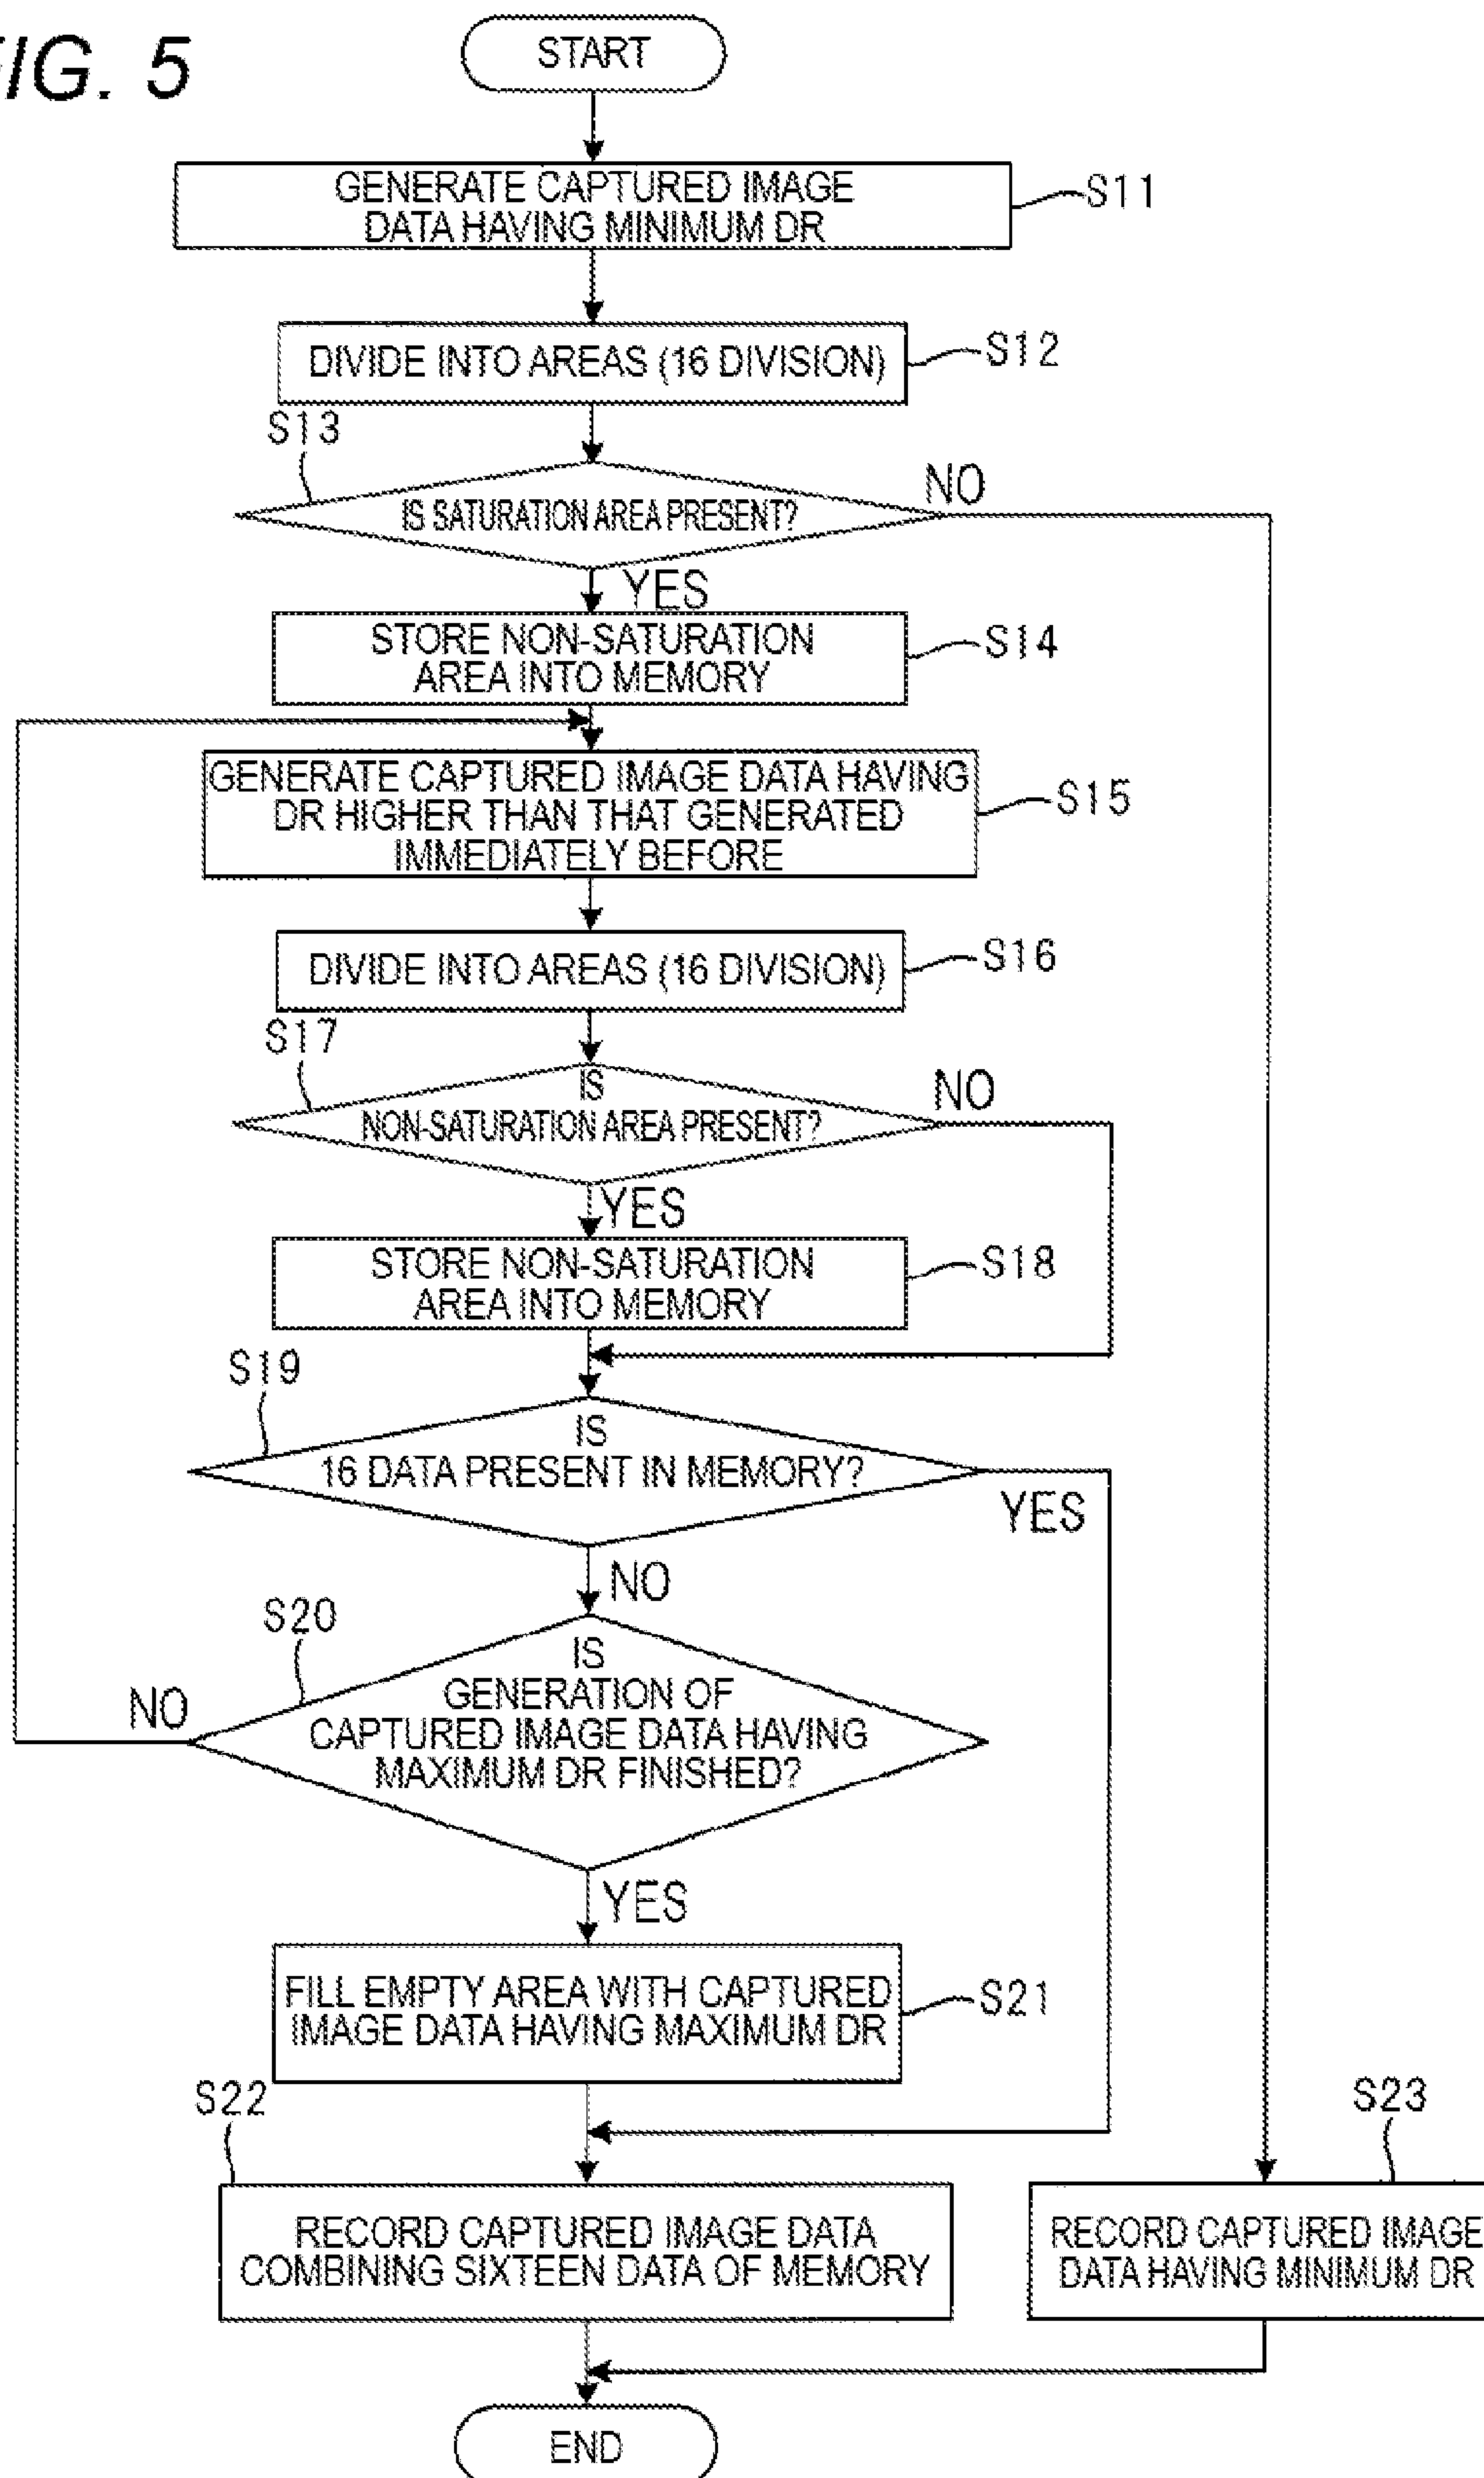 FIG. 5
START
GENERATE CAPTURED IMAGE
DATA HAVING MINIMUM DR
S11
DIVIDE INTO AREAS (16 DIVISION)
S12
S13
IS SATURATION AREA PRESENT?
NO
YES
STORE NON-SATURATION
AREA INTO MEMORY
S14
GENERATE CAPTURED IMAGE DATA HAVING
DR HIGHER THAN THAT GENERATED
IMMEDIATELY BEFORE
S15
DIVIDE INTO AREAS (16 DIVISION)
S16
S17
IS
NON-SATURATION AREA PRESENT?
NO
YES
STORE NON-SATURATION
AREA INTO MEMORY
S18
S19
IS
16 DATA PRESENT IN MEMORY?
YES
NO
S20
IS
GENERATION OF
CAPTURED IMAGE DATA HAVING
MAXIMUM DR FINISHED?
NO
YES
FILL EMPTY AREA WITH CAPTURED
IMAGE DATA HAVING MAXIMUM DR
S21
S22
RECORD CAPTURED IMAGE DATA
COMBINING SIXTEEN DATA OF MEMORY
S23
RECORD CAPTURED IMAGE
DATA HAVING MINIMUM DR
END